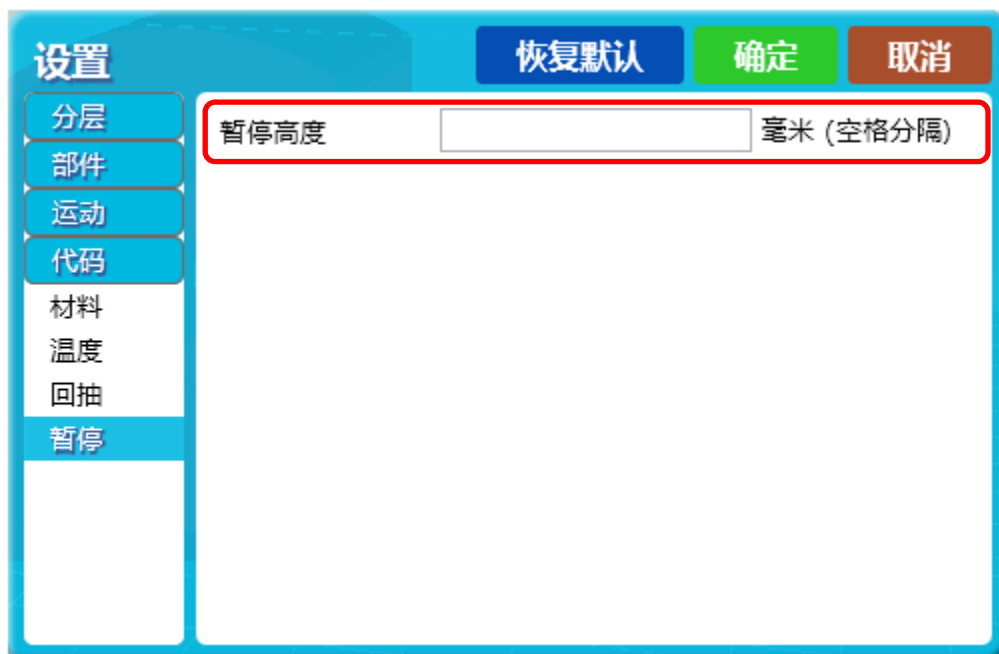 设置
恢复默认 确定 取消
分层
部件
运动
代码
材料
温度
回抽
暂停
暂停高度 毫米 (空格分隔)